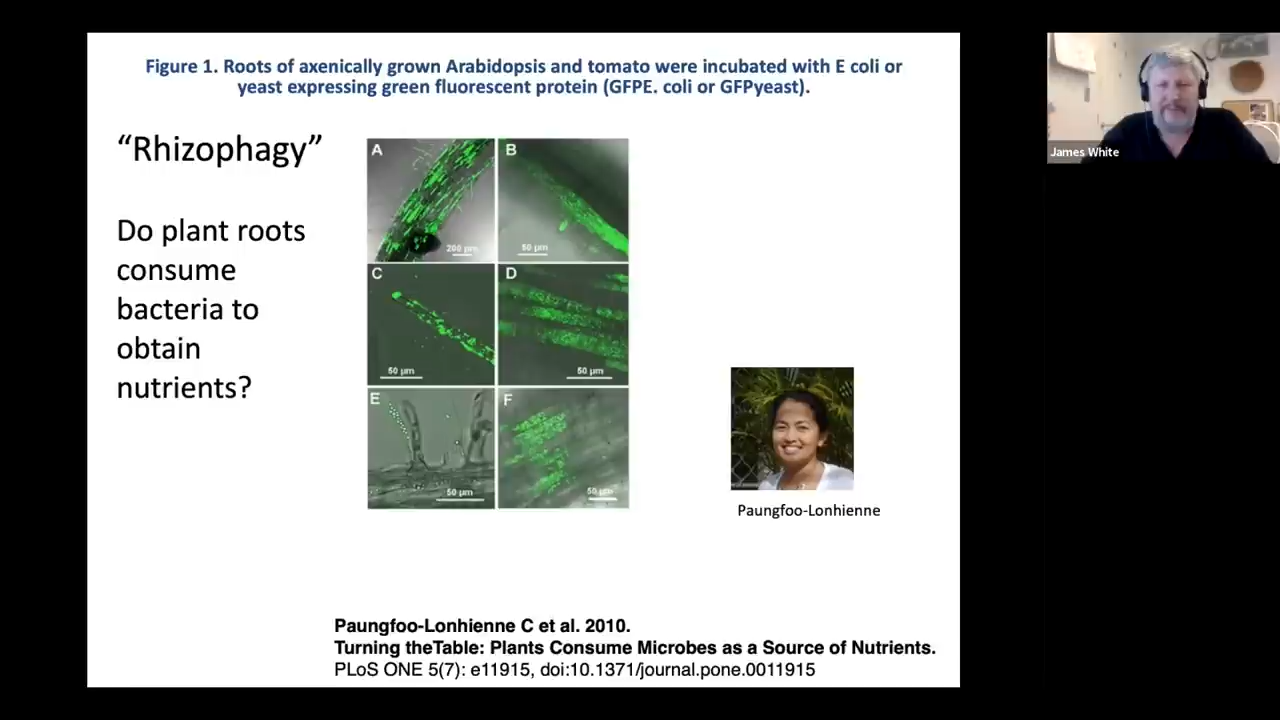 Figure 1. Roots of axenically grown Arabidopsis and tomato were incubated with E coli or
yeast expressing green fluorescent protein (GFPE. coli or GFPyeast).
“Rhizophagy”
Do plant roots
consume
bacteria to
obtain
nutrients?
A
200 µm
B
50 µm
C
50 µm
D
50 µm
E
50 µm
F
50 µm
Paungfoo-Lonhienne
Paungfoo-Lonhienne C et al. 2010.
Turning theTable: Plants Consume Microbes as a Source of Nutrients.
PLoS ONE 5(7): e11915, doi:10.1371/journal.pone.0011915
James White